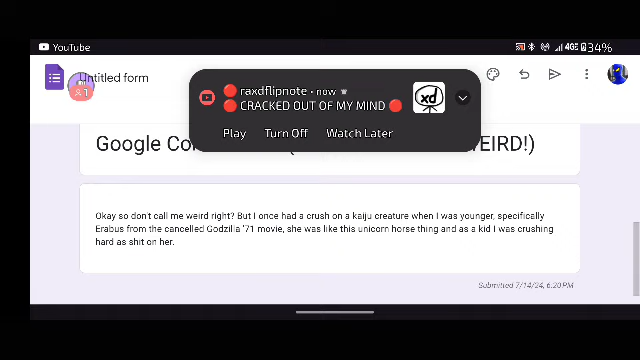 YouTube
4GE 34%
Untitled form
1
raxdflipnote • now
CRACKED OUT OF MY MIND
xd
Play Turn Off Watch Later
Google Co
EIRD!)
Okay so don't call me weird right? But I once had a crush on a kaiju creature when I was younger, specifically
Erabus from the cancelled Godzilla '71 movie, she was like this unicorn horse thing and as a kid I was crushing
hard as shit on her.
Submitted 7/14/24, 6:20 PM